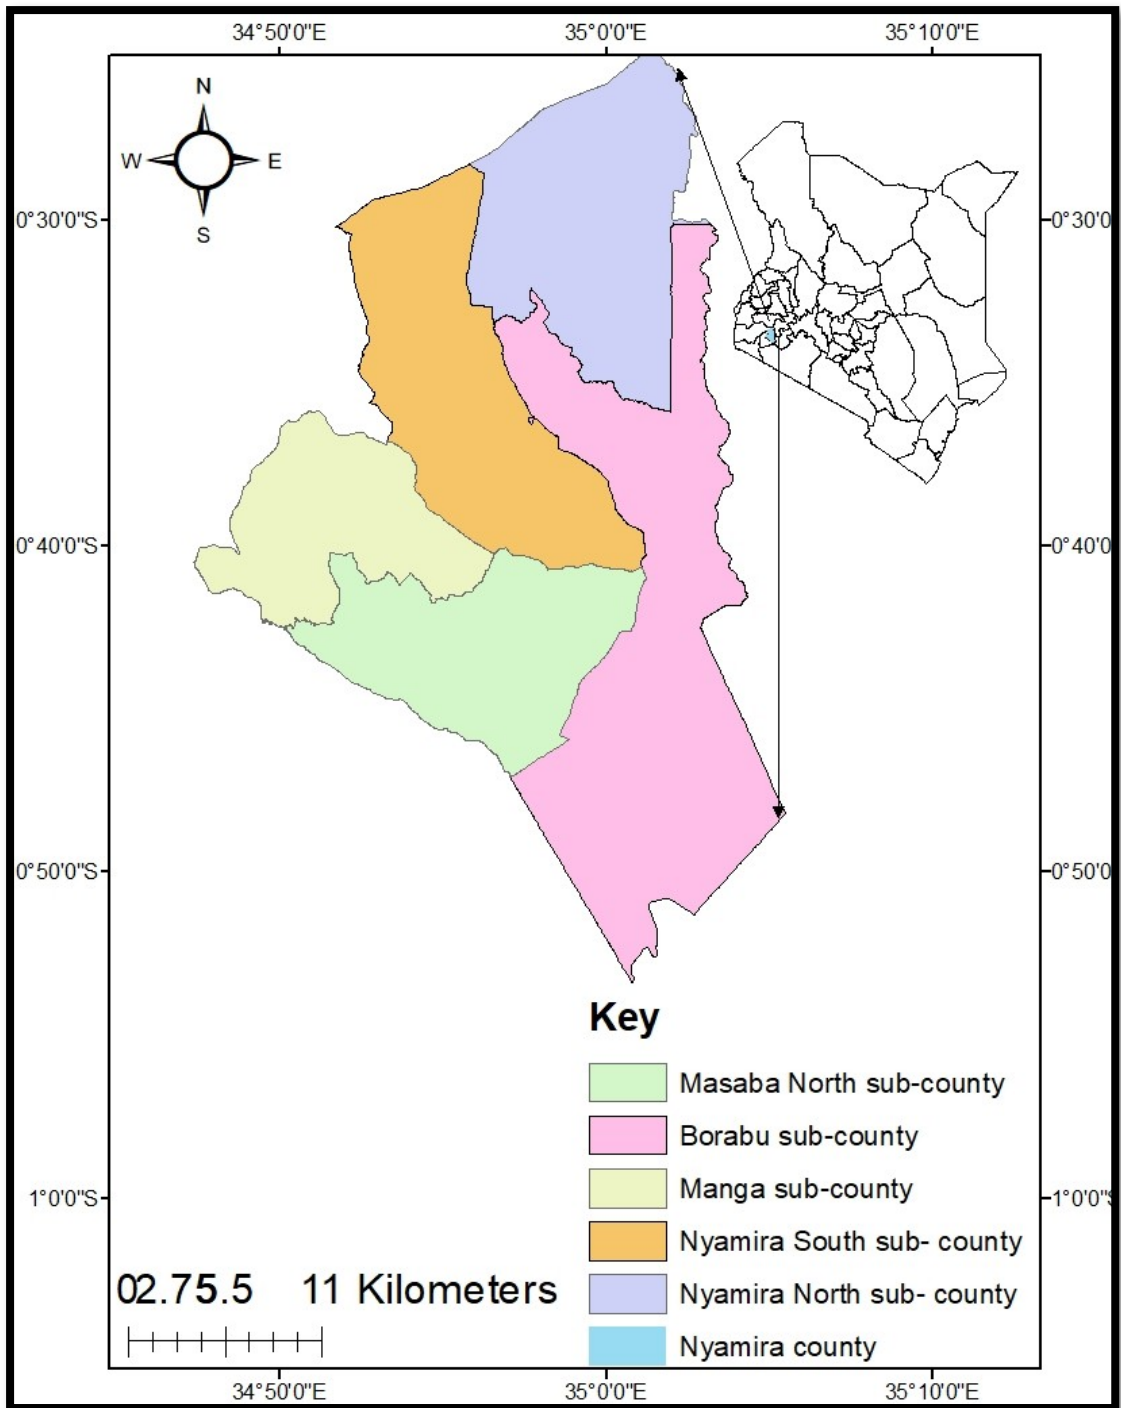 34°50'0"E 35°0'0"E 35°10'0"E
N
W E
S
0°30'0"S 0°30'0
0°40'0"S 0°40'0
0°50'0"S 0°50'0
Key
Masaba North sub-county
Borabu sub-county
Manga sub-county
1°0'0"S 1°0'0"S
Nyamira South sub- county
Nyamira North sub- county
Nyamira county
02.755.5 11 Kilometers
34°50'0"E 35°0'0"E 35°10'0"E